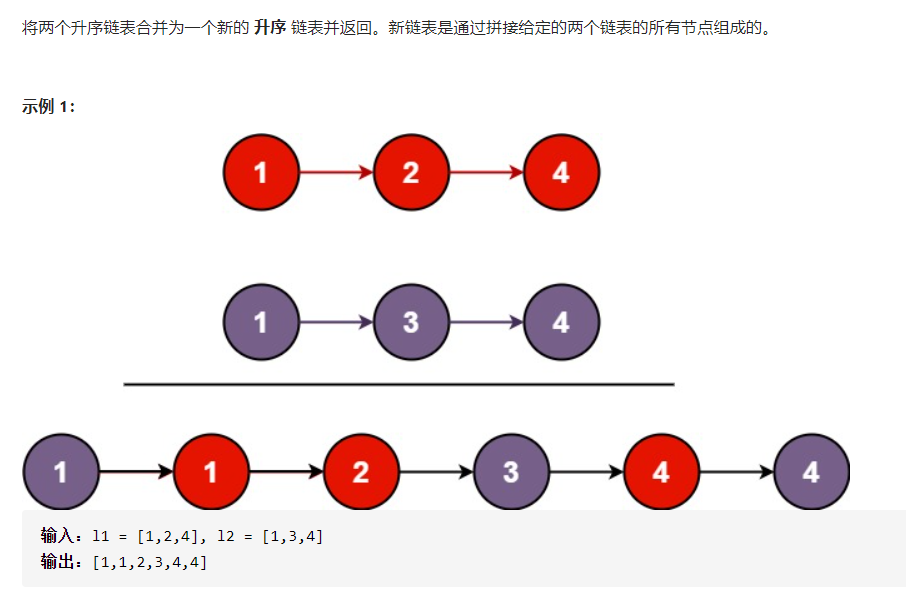 将两个升序链表合并为一个新的 升序 链表并返回。新链表是通过拼接给定的两个链表的所有节点组成的。
示例 1：
1 2 4
1 3 4
1 1 2 3 4 4
输入：l1 = [1,2,4], l2 = [1,3,4]
输出：[1,1,2,3,4,4]